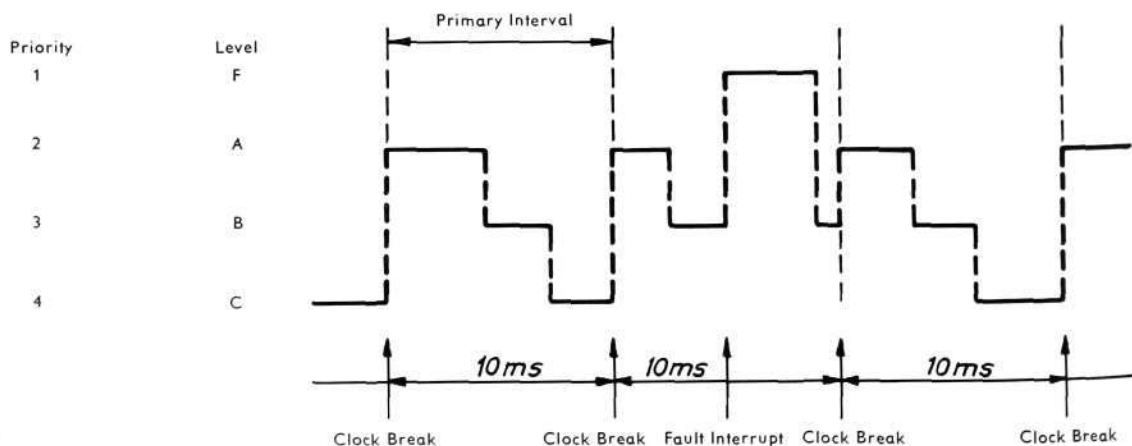 Primary Interval
Priority Level
1 F
2 A
3 B
4 C
10ms 10ms 10ms
Clock Break Clock Break Fault Interrupt Clock Break Clock Break